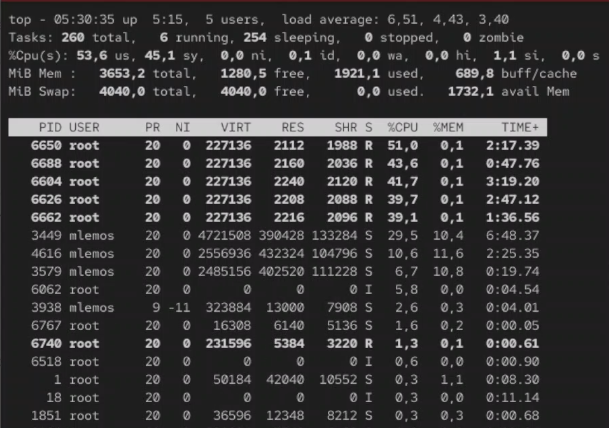 top - 05:30:35 up  5:15,  5 users,  load average: 6,51, 4,43, 3,40
Tasks: 260 total,   6 running, 254 sleeping,   0 stopped,   0 zombie
%Cpu(s): 53,6 us, 45,1 sy,  0,0 ni,  0,1 id,  0,0 wa,  0,0 hi,  1,1 si,  0,0 s
MiB Mem :   3653,2 total,   1280,5 free,   1921,1 used,    689,8 buff/cache
MiB Swap:   4040,0 total,   4040,0 free,      0,0 used.   1732,1 avail Mem
PID USER PR NI VIRT RES SHR S %CPU %MEM TIME+
6650 root 20 0 227136 2112 1988 R 51,0 0,1 2:17.39
6688 root 20 0 227136 2160 2036 R 43,6 0,1 0:47.76
6604 root 20 0 227136 2240 2120 R 41,7 0,1 3:19.20
6626 root 20 0 227136 2208 2088 R 39,7 0,1 2:47.12
6662 root 20 0 227136 2216 2096 R 39,1 0,1 1:36.56
3449 mlemos 20 0 4721508 390428 133284 S 29,5 10,4 6:48.37
4616 mlemos 20 0 2556936 432324 104796 S 10,6 11,6 2:25.35
3579 mlemos 20 0 2485156 402520 111228 S 6,7 10,8 0:19.74
6062 root 20 0 0 0 0 I 5,8 0,0 0:04.54
3938 mlemos 9 -11 323884 13000 7908 S 2,6 0,3 0:04.01
6767 root 20 0 16308 6140 5136 S 1,6 0,2 0:00.05
6740 root 20 0 231596 5384 3220 R 1,3 0,1 0:00.61
6518 root 20 0 0 0 0 I 0,6 0,0 0:00.90
1 root 20 0 50184 42040 10552 S 0,3 1,1 0:08.30
18 root 20 0 0 0 0 I 0,3 0,0 0:11.14
1851 root 20 0 36596 12348 8212 S 0,3 0,3 0:00.68